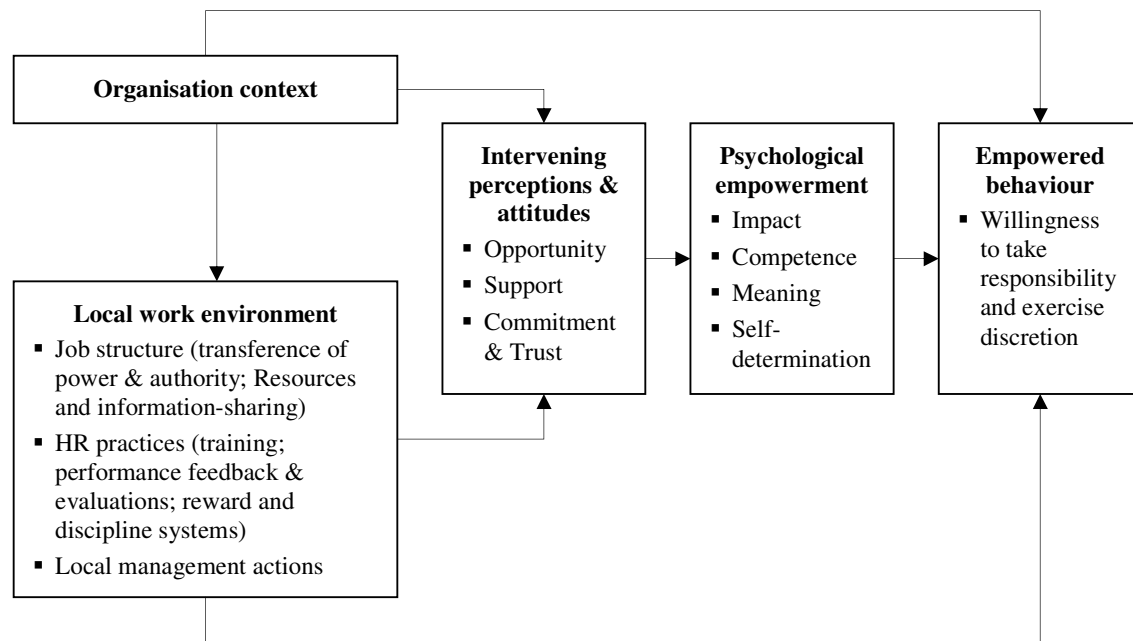 Organisation context
Local work environment
▪ Job structure (transference of
power & authority; Resources
and information-sharing)
▪ HR practices (training;
performance feedback &
evaluations; reward and
discipline systems)
▪ Local management actions
Intervening
perceptions &
attitudes
▪ Opportunity
▪ Support
▪ Commitment
& Trust
Psychological
empowerment
▪ Impact
▪ Competence
▪ Meaning
▪ Self-
determination
Empowered
behaviour
▪ Willingness
to take
responsibility
and exercise
discretion